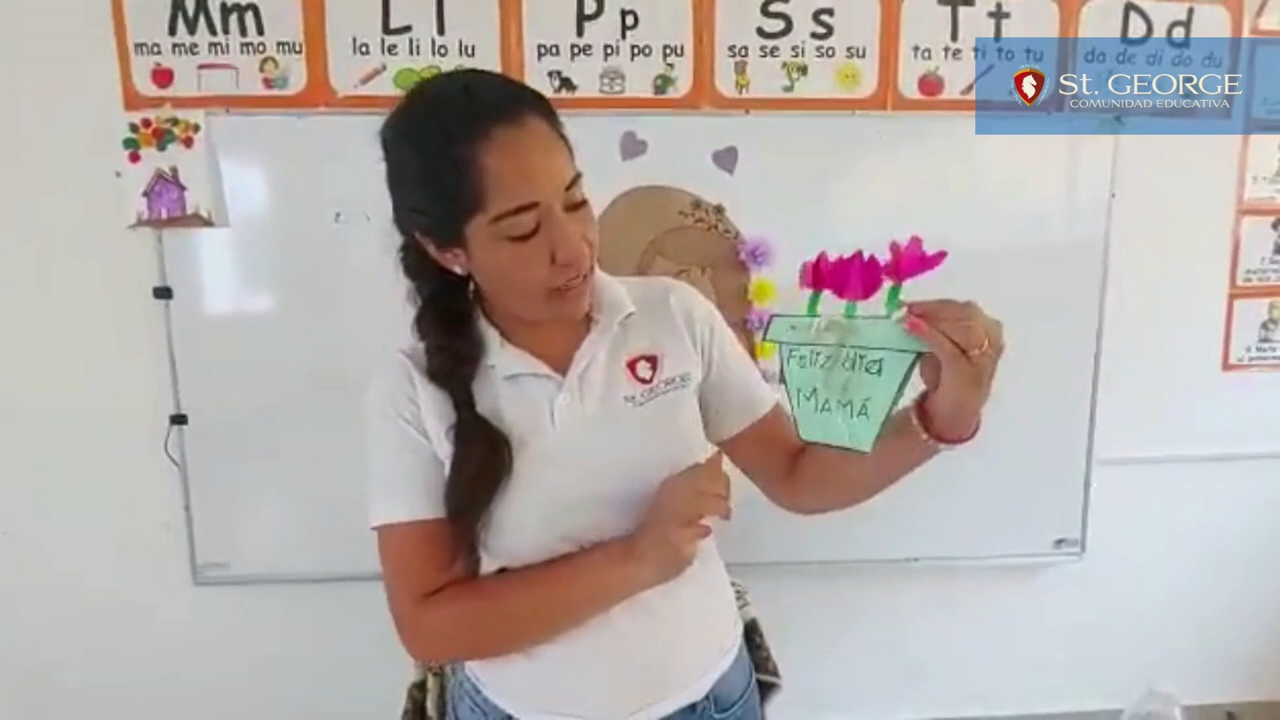 Mm
ma me mi mo mu
Ll
la le li lo lu
Pp
pa pe pi po pu
Ss
sa se si so su
Tt
ta te ti to tu
Dd
da de di do du
ST. GEORGE
COMUNIDAD EDUCATIVA
Feliz día
MAMÁ
ST. GEORGE